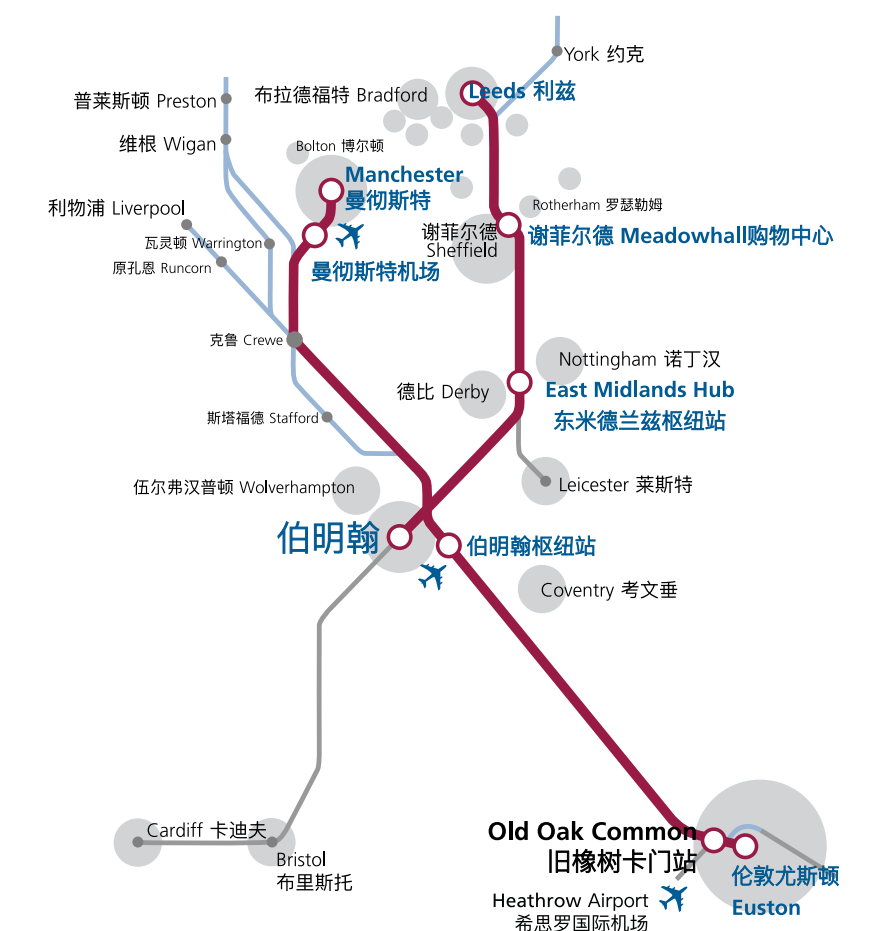 York 约克
普莱斯顿 Preston
布拉德福特 Bradford
Leeds 利兹
维根 Wigan
Bolton 博尔顿
Manchester
曼彻斯特
利物浦 Liverpool
Rotherham 罗瑟勒姆
谢菲尔德
Sheffield
谢菲尔德 Meadowhall购物中心
瓦灵顿 Warrington
原孔恩 Runcorn
曼彻斯特机场
克鲁 Crewe
Nottingham 诺丁汉
德比 Derby
East Midlands Hub
东米德兰兹枢纽站
斯塔福德 Stafford
伍尔弗汉普顿 Wolverhampton
Leicester 莱斯特
伯明翰
伯明翰枢纽站
Coventry 考文垂
Cardiff 卡迪夫
Bristol
布里斯托
Old Oak Common
旧橡树卡门站
伦敦尤斯顿
Euston
Heathrow Airport
希思罗国际机场